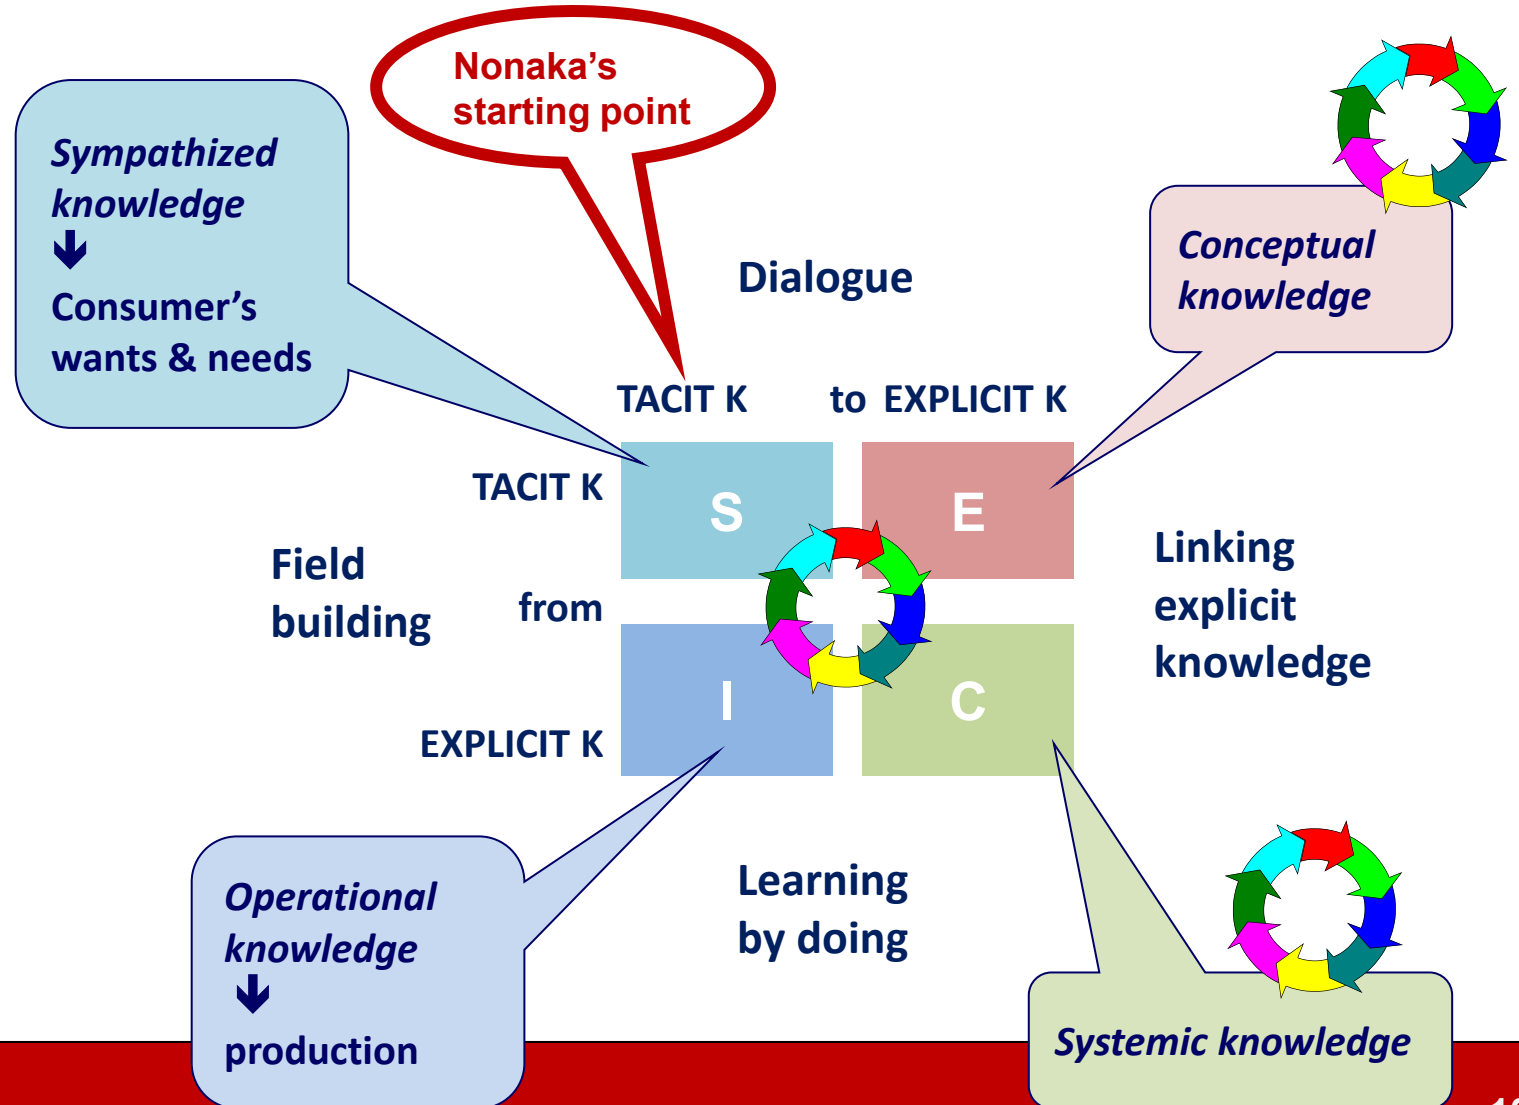 Nonaka’s
starting point
Sympathized
knowledge
🡻
Consumer’s
wants & needs
Conceptual
knowledge
Dialogue
TACIT K to EXPLICIT K
TACIT K
S
E
Field
building
from
Linking
explicit
knowledge
I
C
EXPLICIT K
Learning
by doing
Operational
knowledge
🡻
production
Systemic knowledge